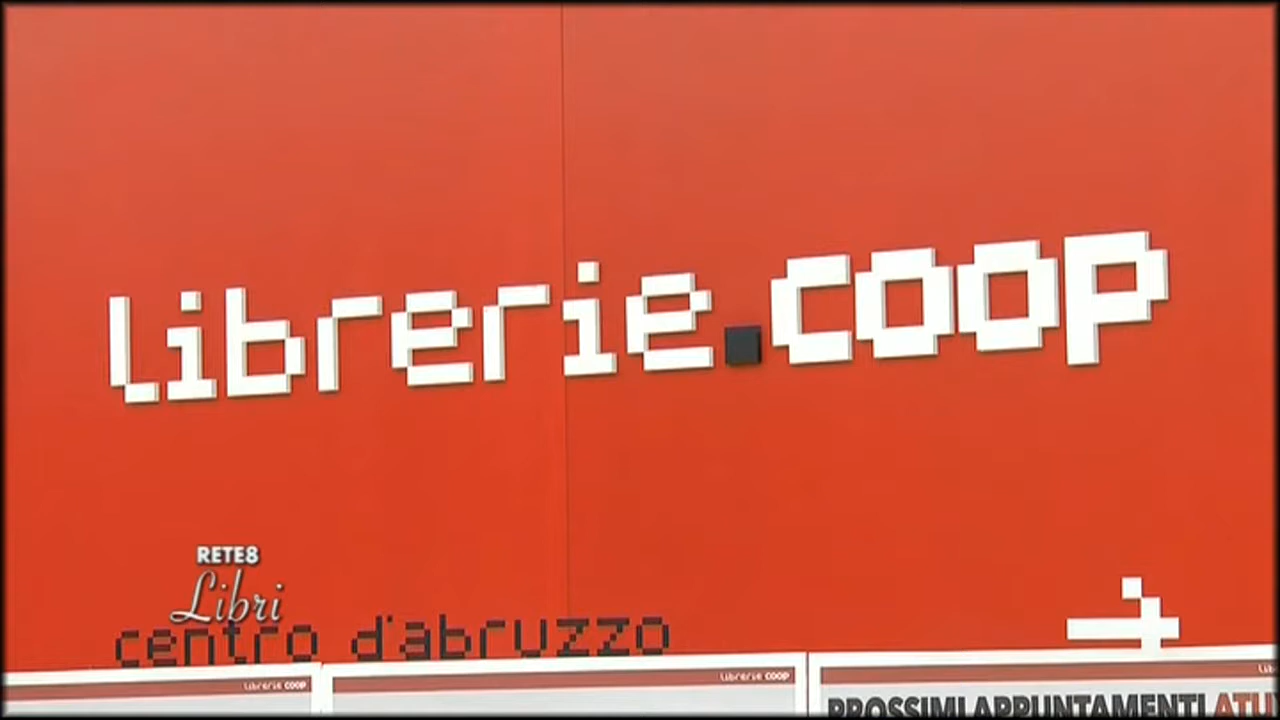 librerie.coop
RETE8
Libri
centro d'abruzzo
librerie coop
librerie coop
PROSSIMI APPUNTAMENTI